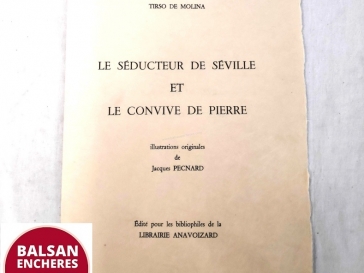 TIRSO DE MOLINA
LE SÉDUCTEUR DE SÉVILLE
ET
LE CONVIVE DE PIERRE
illustrations originales
de
Jacques PECNARD
Édité pour les bibliophiles de la
LIBRAIRIE ANAVOIZARD
BALSAN
ENCHERES